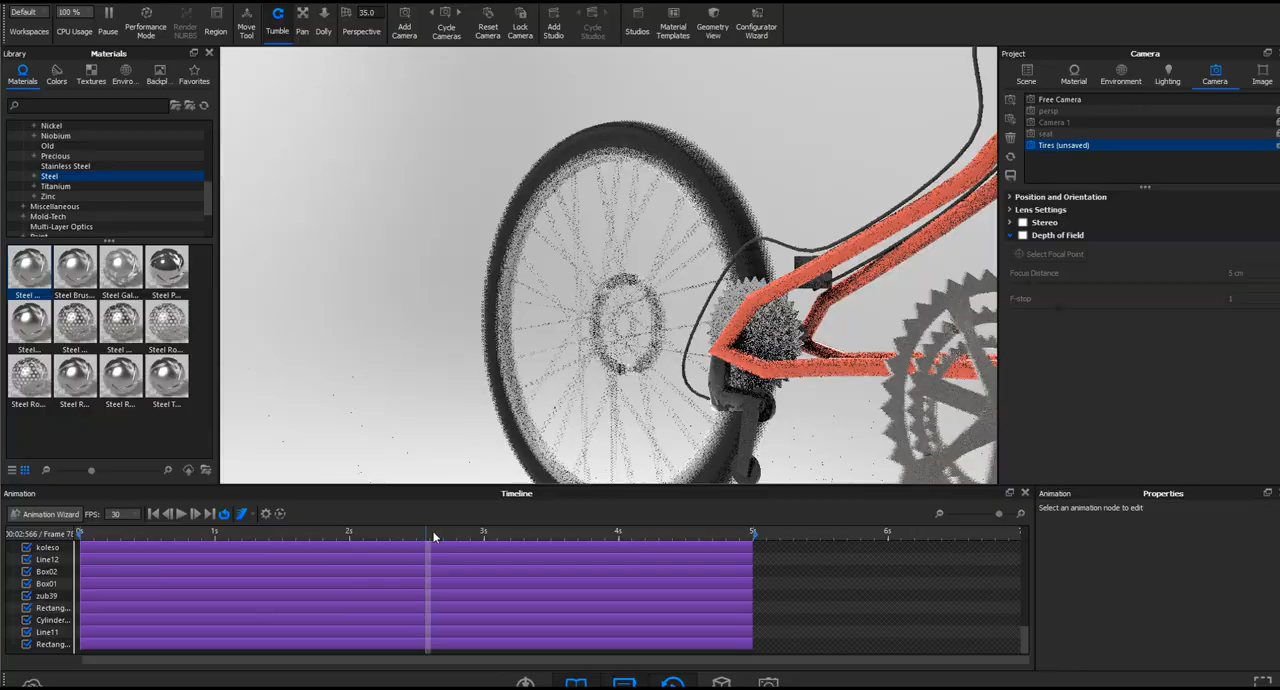 Default 100 % 35.0
Workspaces CPU Usage Pause Performance Mode Render NURBS Region Move Tool Tumble Pan Dolly Perspective Add Camera Cycle Cameras Reset Camera Lock Camera Add Studio Cycle Studios Studios Material Templates Geometry View Configurator Wizard
Library Materials
Materials Colors Textures Enviro... Backpl... Favorites
Nickel
Niobium
Old
Precious
Stainless Steel
Steel
Titanium
Zinc
Miscellaneous
Mold-Tech
Multi-Layer Optics
Paint
Steel ... Steel Brus... Steel Gal... Steel P...
Steel... Steel ... Steel ... Steel Ro...
Steel Ro... Steel R... Steel R... Steel T...
Project Camera
Scene Material Environment Lighting Camera Image
Free Camera
persp
Camera 1
seat
Tires (unsaved)
Position and Orientation
Lens Settings
Stereo
Depth of Field
Select Focal Point
Focus Distance 5 cm
F-stop 1
Animation Timeline
Animation Wizard FPS: 30
00:02:566 / Frame 1s 2s 3s 4s 5s 6s
koleso
Line12
Box02
Box01
zub39
Rectang...
Cylinder...
Line11
Rectang...
Animation Properties
Select an animation node to edit